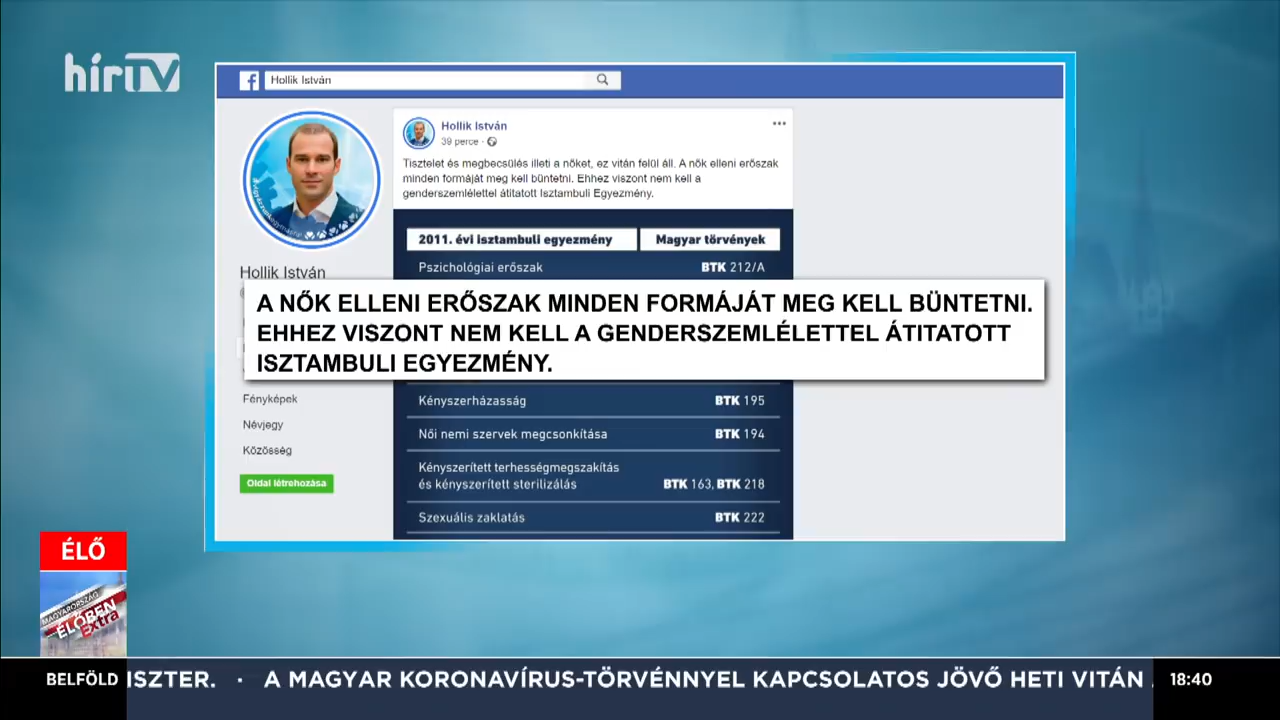 hírTV
Hollik István
Hollik István
39 perce ·
Tisztelet és megbecsülés illeti a nőket, ez vitán felül áll. A nők elleni erőszak
minden formáját meg kell büntetni. Ehhez viszont nem kell a
genderszemlélettel átitatott Isztambuli Egyezmény.
2011. évi isztambuli egyezmény Magyar törvények
Pszichológiai erőszak BTK 212/A
Hollik István
A NŐK ELLENI ERŐSZAK MINDEN FORMÁJÁT MEG KELL BÜNTETNI.
EHHEZ VISZONT NEM KELL A GENDERSZEMLÉLETTEL ÁTITATOTT
ISZTAMBULI EGYEZMÉNY.
Kényszerházasság BTK 195
Fényképek
Névjegy
Női nemi szervek megcsonkítása BTK 194
Közösség
Kényszerített terhességmegszakítás
és kényszerített sterilizálás BTK 163, BTK 218
Oldal létrehozása
Szexuális zaklatás BTK 222
ÉLŐ
MAGYARORSZÁG
ÉLŐBEN
Extra
BELFÖLD ISZTER. · A MAGYAR KORONAVÍRUS-TÖRVÉNNYEL KAPCSOLATOS JÖVŐ HETI VITÁN 18:40